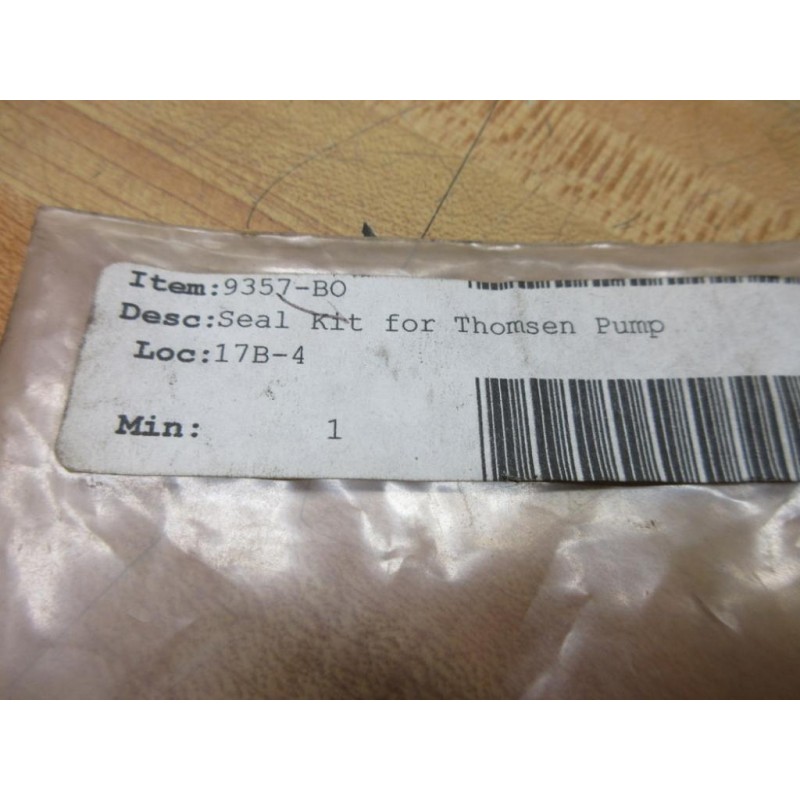 Item:9357-BO
Desc:Seal Kit for Thomsen Pump
Loc:17B-4
Min: 1